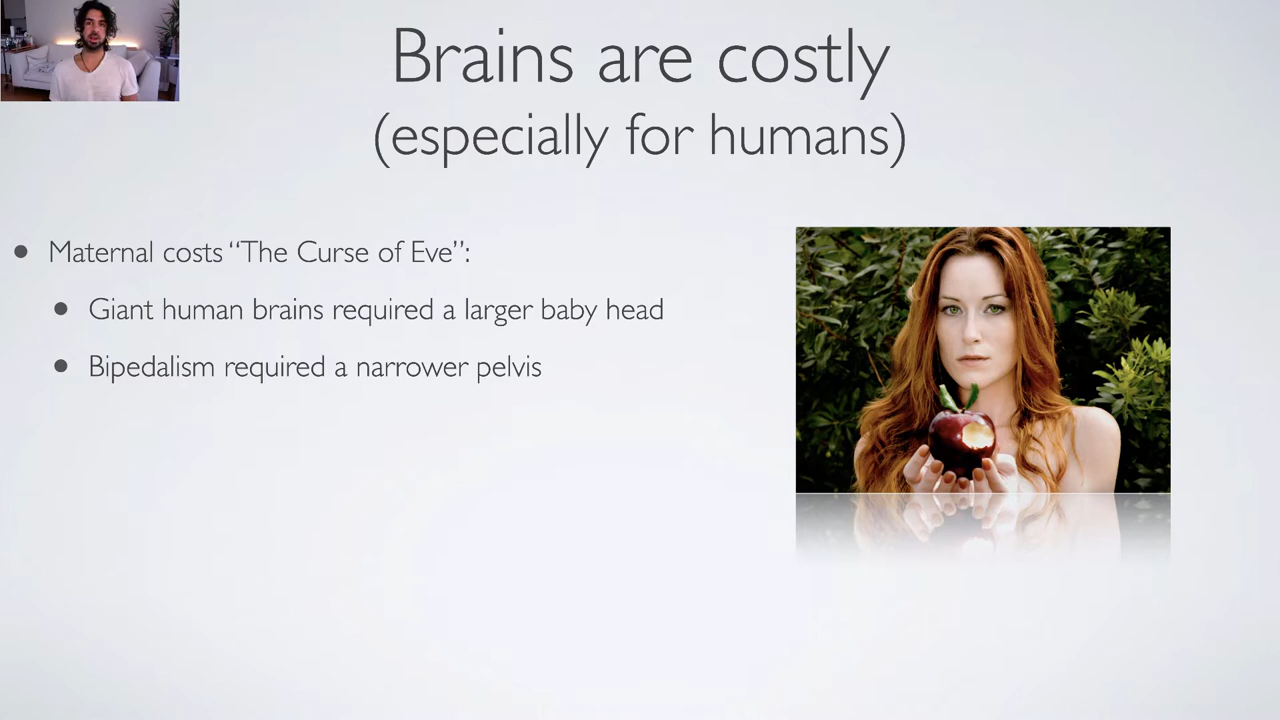 Brains are costly
(especially for humans)
Maternal costs “The Curse of Eve”:
Giant human brains required a larger baby head
Bipedalism required a narrower pelvis